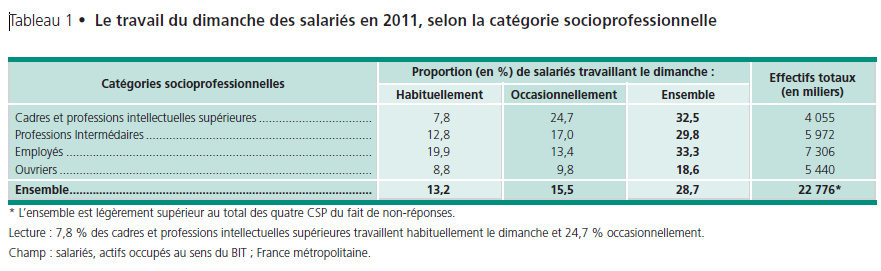 Tableau 1 • Le travail du dimanche des salariés en 2011, selon la catégorie socioprofessionnelle
Catégories socioprofessionnelles
Proportion (en %) de salariés travaillant le dimanche :
Effectifs totaux
(en miliers)
Habituellement Occasionnellement Ensemble
Cadres et professions intellectuelles supérieures 7,8 24,7 32,5 4 055
Professions Intermédaires 12,8 17,0 29,8 5 972
Employés 19,9 13,4 33,3 7 306
Ouvriers 8,8 9,8 18,6 5 440
Ensemble 13,2 15,5 28,7 22 776*
* L'ensemble est légèrement supérieur au total des quatre CSP du fait de non-réponses.
Lecture : 7,8 % des cadres et professions intellectuelles supérieures travaillent habituellement le dimanche et 24,7 % occasionnellement.
Champ : salariés, actifs occupés au sens du BIT ; France métropolitaine.